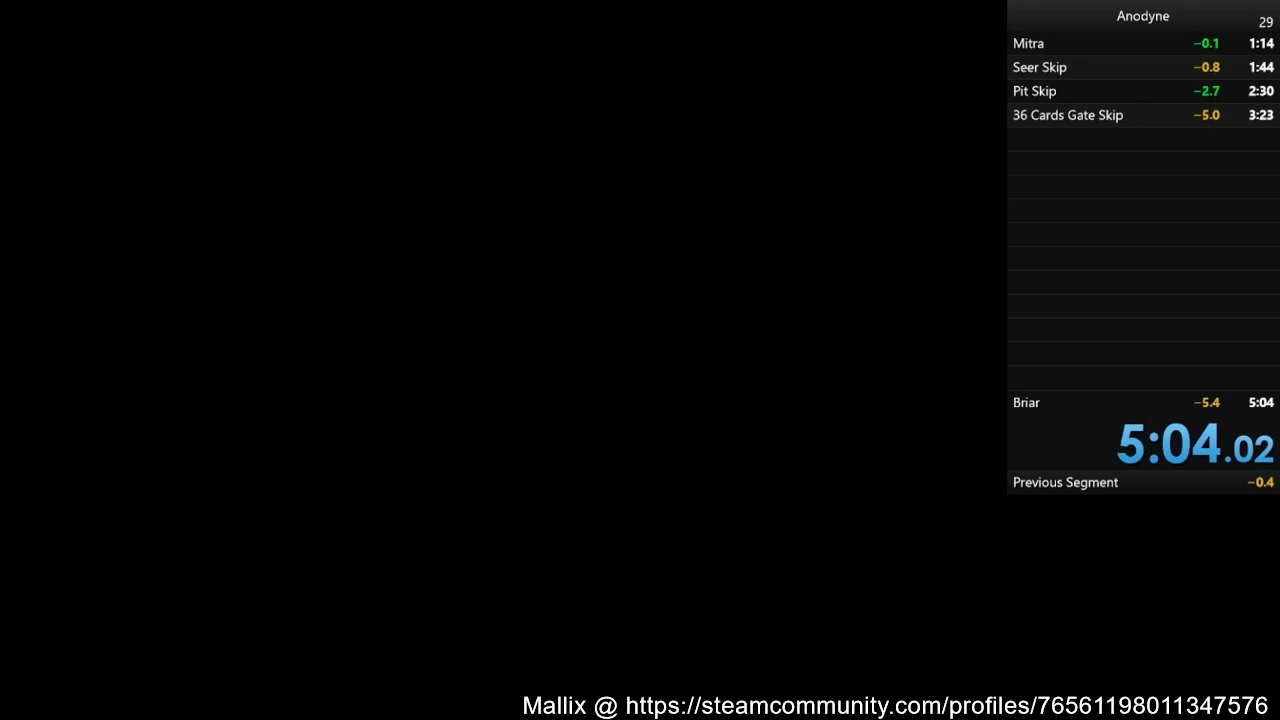 Anodyne
29
Mitra −0.1 1:14
Seer Skip −0.8 1:44
Pit Skip −2.7 2:30
36 Cards Gate Skip −5.0 3:23
Briar −5.4 5:04
5:04.02
Previous Segment −0.4
Mallix @ https://steamcommunity.com/profiles/76561198011347576